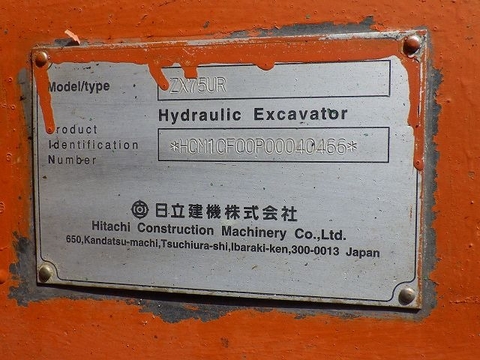 Model/type ZX75UR
Hydraulic Excavator
Product
Identification
Number
*HCM1CF00P00040466*
日立建機株式会社
Hitachi Construction Machinery Co.,Ltd.
650,Kandatsu-machi,Tsuchiura-shi,Ibaraki-ken,300-0013 Japan